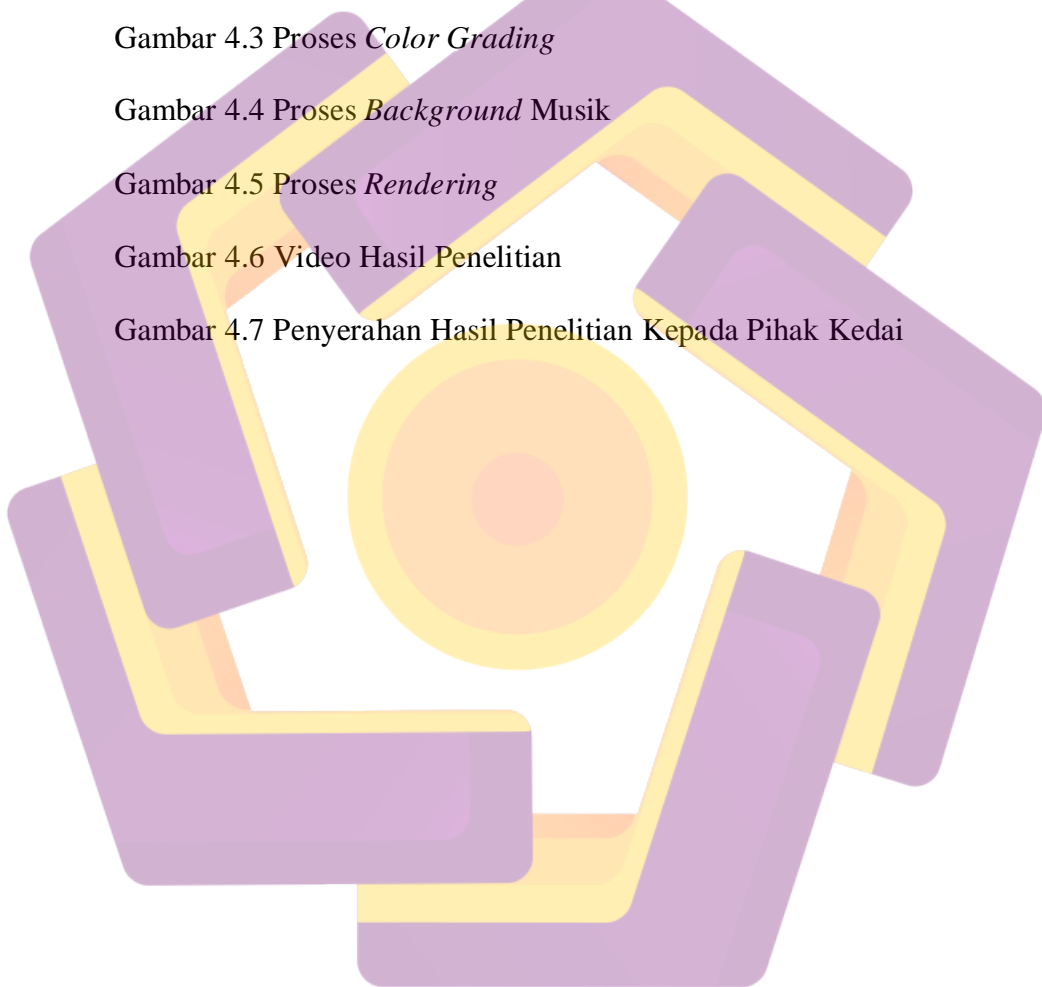 Gambar 4.3 Proses Color Grading
Gambar 4.4 Proses Background Musik
Gambar 4.5 Proses Rendering
Gambar 4.6 Video Hasil Penelitian
Gambar 4.7 Penyerahan Hasil Penelitian Kepada Pihak Kedai